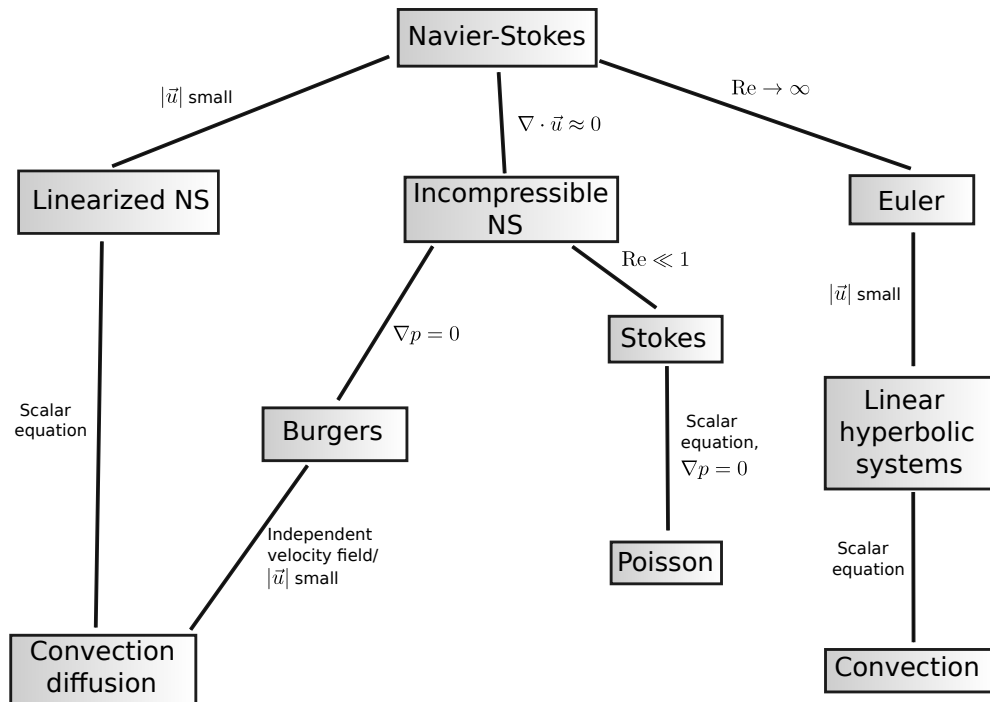 Navier-Stokes
|u⃗| small
Re → ∞
∇ · u⃗ ≈ 0
Linearized NS
Incompressible
NS
Euler
Re ≪ 1
|u⃗| small
∇p = 0
Stokes
Scalar
equation
Burgers
Scalar
equation,
∇p = 0
Linear
hyperbolic
systems
Independent
velocity field/
|u⃗| small
Poisson
Scalar
equation
Convection
diffusion
Convection